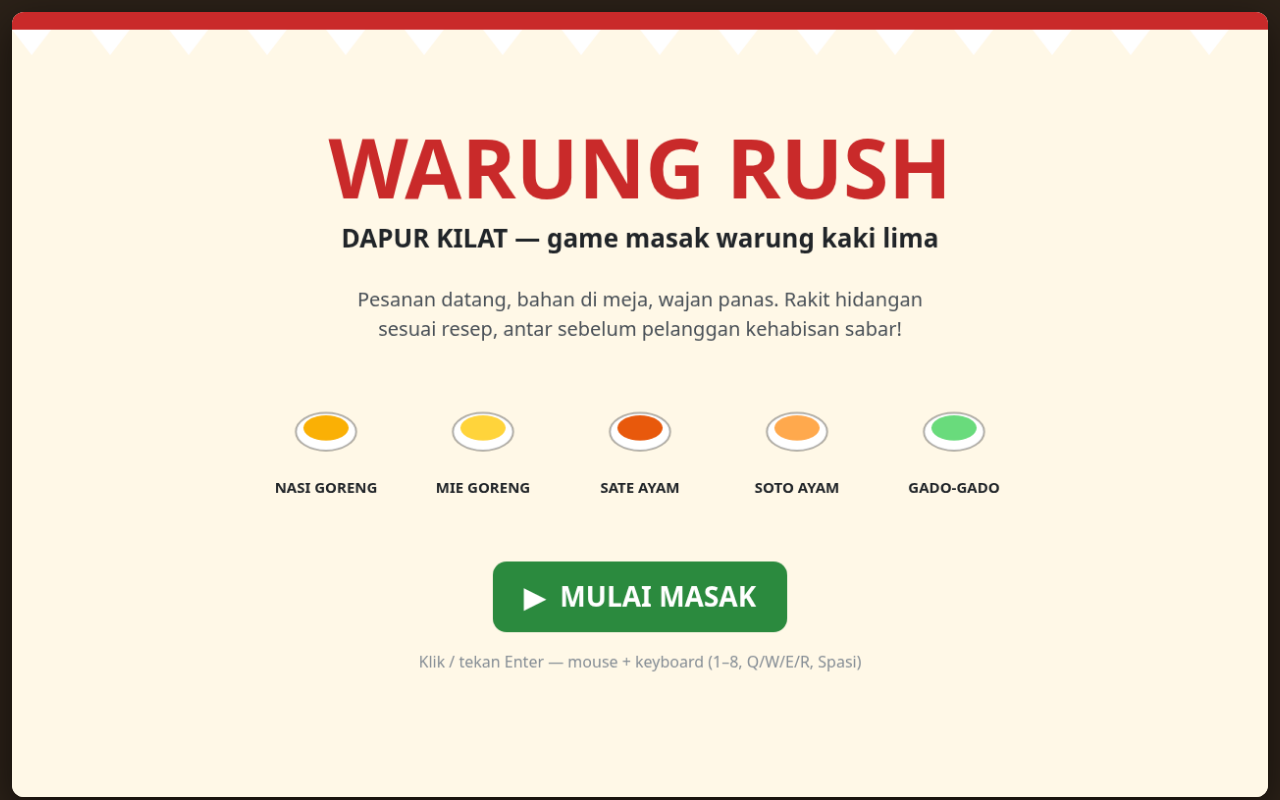 WARUNG RUSH
DAPUR KILAT — game masak warung kaki lima
Pesanan datang, bahan di meja, wajan panas. Rakit hidangan
sesuai resep, antar sebelum pelanggan kehabisan sabar!
NASI GORENG
MIE GORENG
SATE AYAM
SOTO AYAM
GADO-GADO
▶ MULAI MASAK
Klik / tekan Enter — mouse + keyboard (1–8, Q/W/E/R, Spasi)